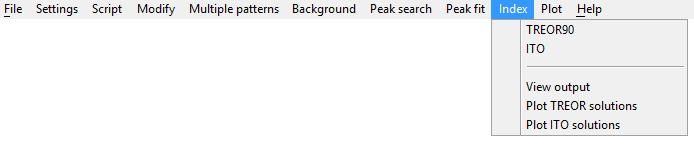 File Settings Script Modify Multiple patterns Background Peak search Peak fit Index Plot Help
TREOR90
ITO
View output
Plot TREOR solutions
Plot ITO solutions